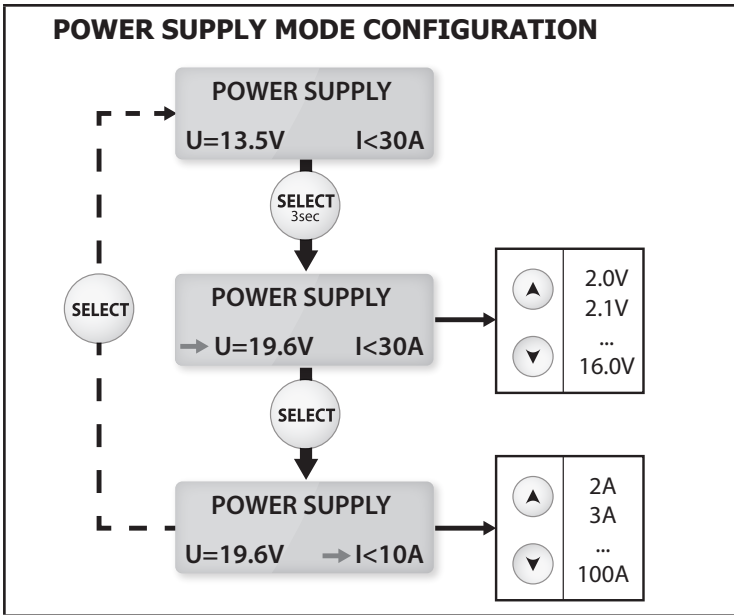 POWER SUPPLY MODE CONFIGURATION
POWER SUPPLY
U=13.5V I<30A
SELECT
3sec
POWER SUPPLY
→ U=19.6V I<30A
2.0V
2.1V
...
16.0V
SELECT
SELECT
POWER SUPPLY
U=19.6V → I<10A
2A
3A
...
100A